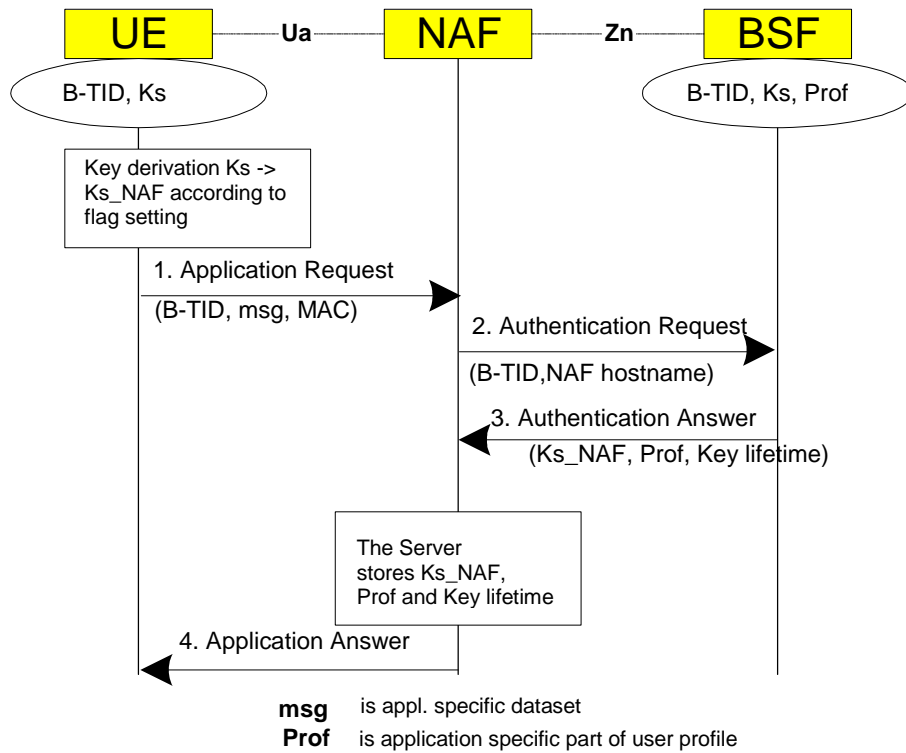 UE Ua NAF Zn BSF
B-TID, Ks
B-TID, Ks, Prof
Key derivation Ks ->
Ks_NAF according to
flag setting
1. Application Request
(B-TID, msg, MAC)
2. Authentication Request
(B-TID,NAF hostname)
3. Authentication Answer
(Ks_NAF, Prof, Key lifetime)
The Server
stores Ks_NAF,
Prof and Key lifetime
4. Application Answer
msg is appl. specific dataset
Prof is application specific part of user profile